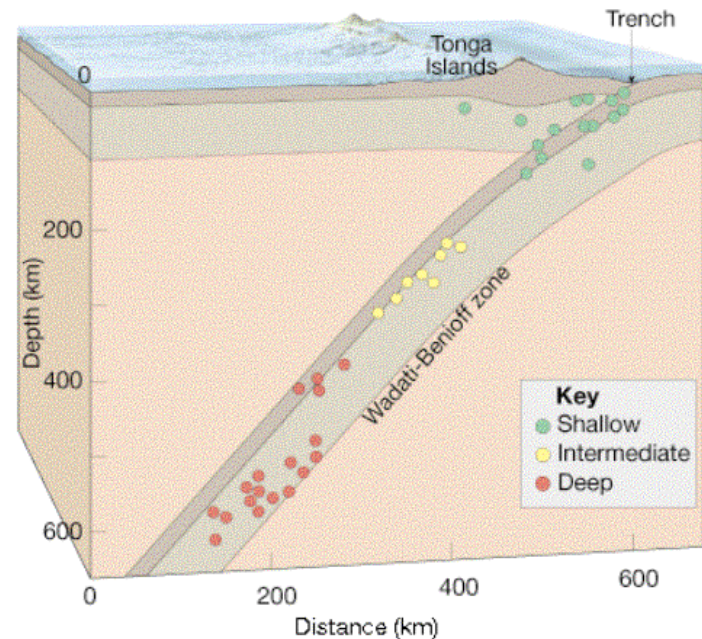 Trench
Tonga
Islands
0
200
400
600
Depth (km)
Wadati-Benioff zone
Key
Shallow
Intermediate
Deep
0
200
400
600
Distance (km)